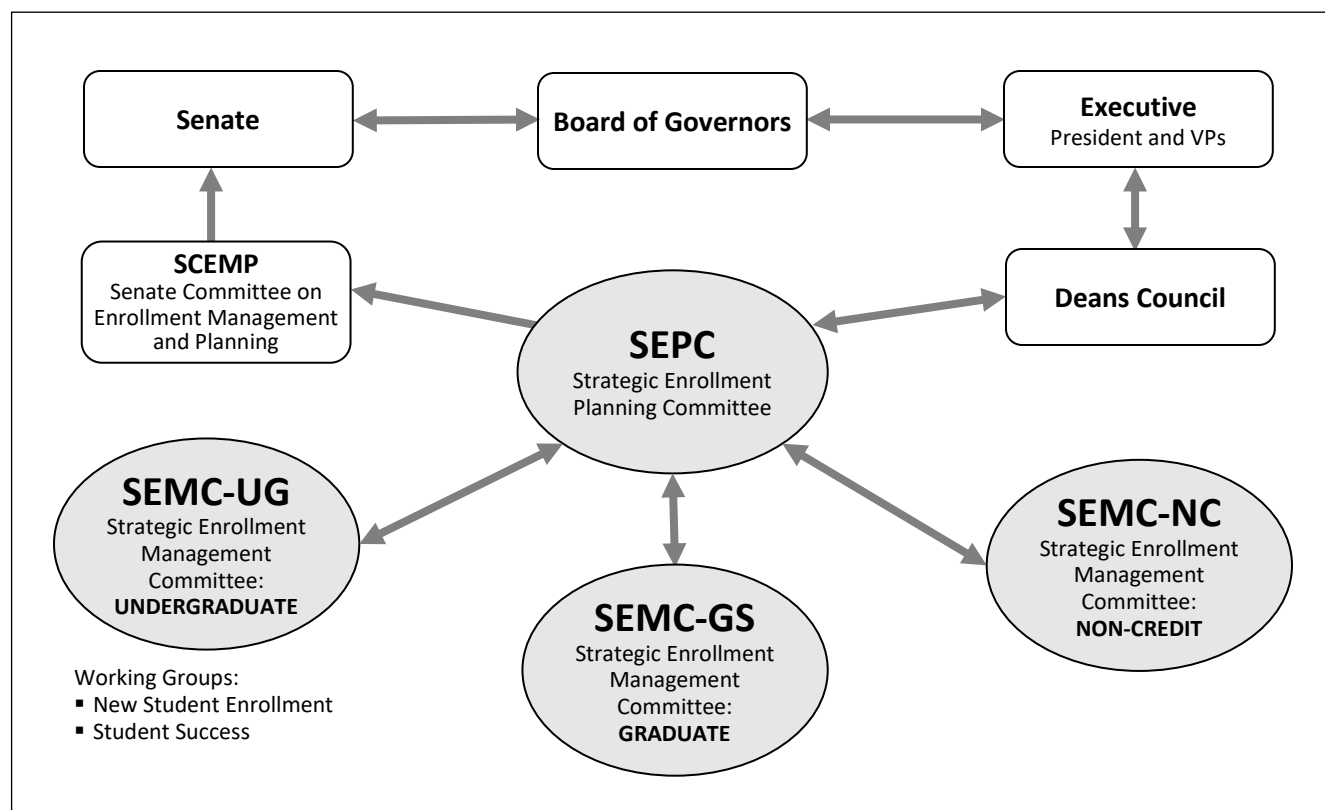 Senate
Board of Governors
Executive
President and VPs
SCEMP
Senate Committee on
Enrollment Management
and Planning
SEPC
Strategic Enrollment
Planning Committee
Deans Council
SEMC-UG
Strategic Enrollment
Management
Committee:
UNDERGRADUATE
SEMC-GS
Strategic Enrollment
Management
Committee:
GRADUATE
SEMC-NC
Strategic Enrollment
Management
Committee:
NON-CREDIT
Working Groups:
▪ New Student Enrollment
▪ Student Success